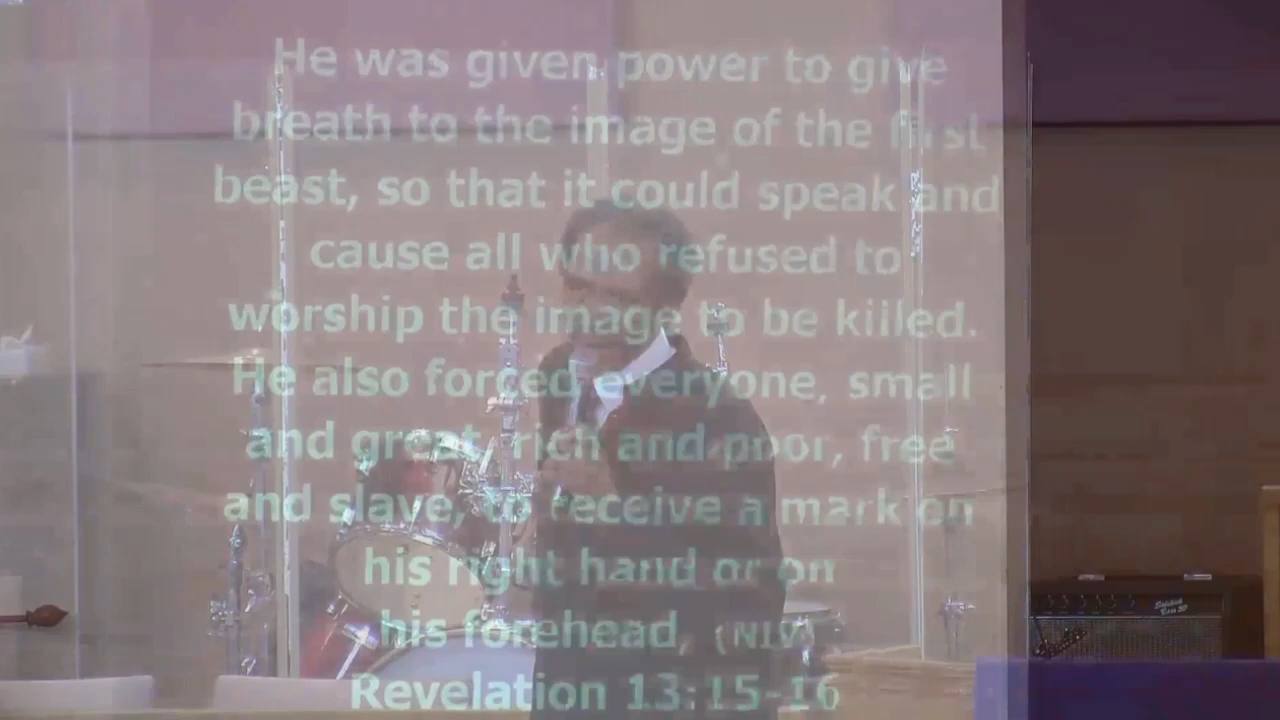 He was given power to give
breath to the image of the first
beast, so that it could speak and
cause all who refused to
worship the image to be killed.
He also forced everyone, small
and great, rich and poor, free
and slave, to receive a mark on
his right hand or on
his forehead, (NIV)
Revelation 13:15-16
Fender
Sidekick